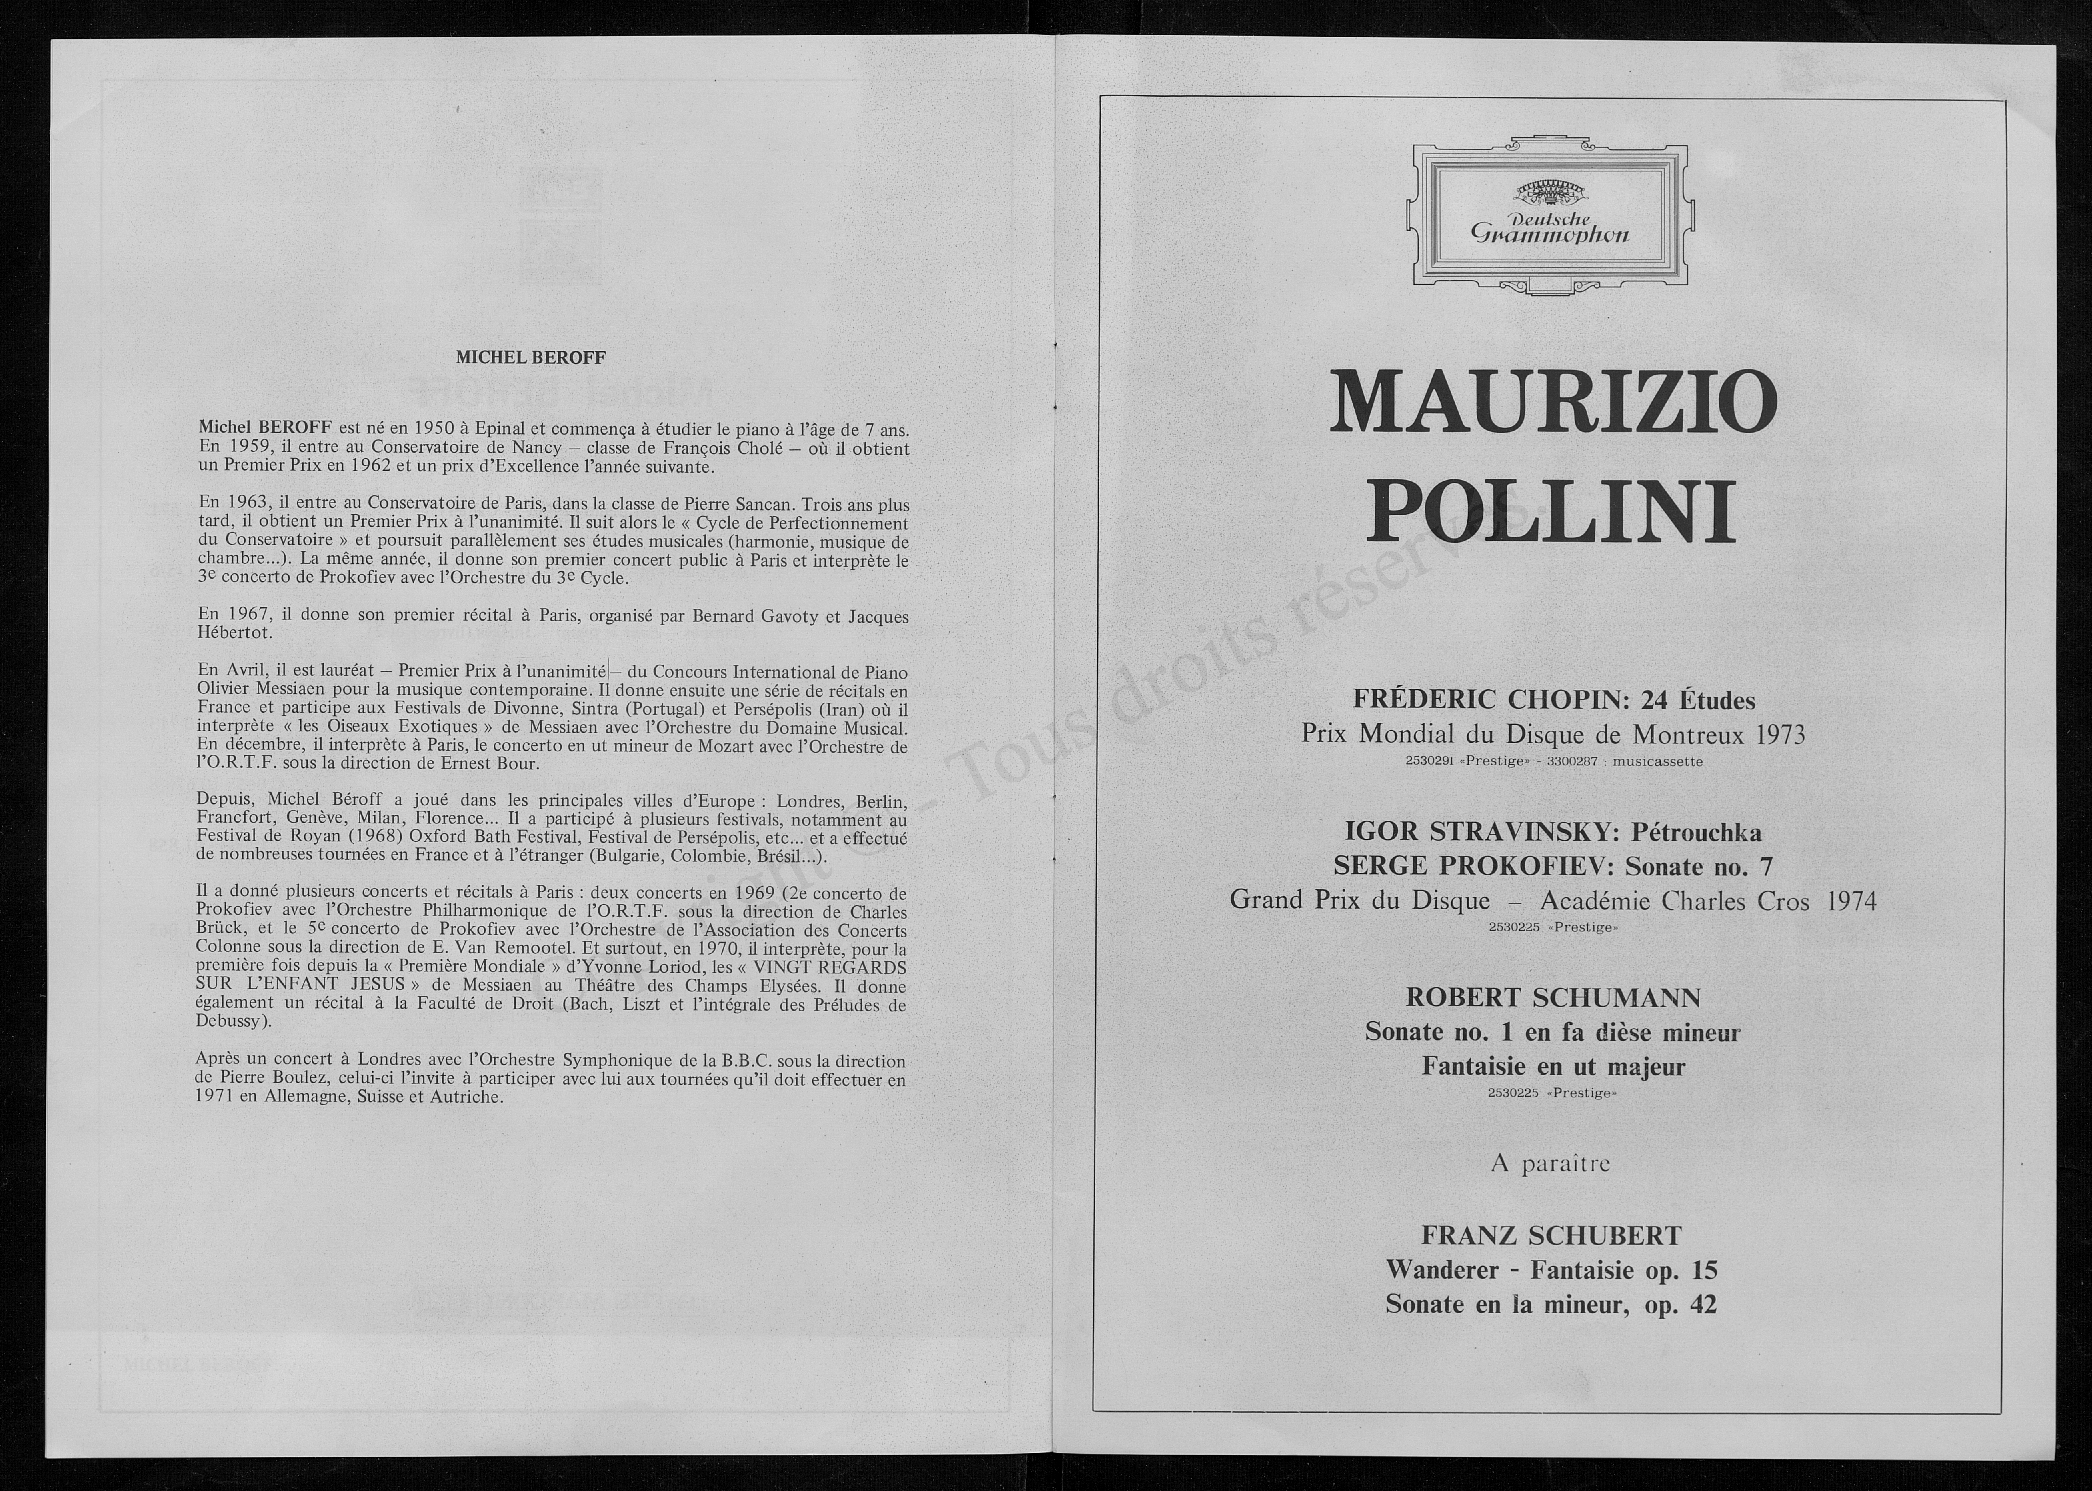 MICHEL BEROFF
Michel BEROFF est né en 1950 à Epinal et commença à étudier le piano à l'âge de 7 ans.
En 1959, il entre au Conservatoire de Nancy – classe de François Cholé – où il obtient
un Premier Prix en 1962 et un prix d'Excellence l'année suivante.
En 1963, il entre au Conservatoire de Paris, dans la classe de Pierre Sancan. Trois ans plus
tard, il obtient un Premier Prix à l'unanimité. Il suit alors le « Cycle de Perfectionnement
du Conservatoire » et poursuit parallèlement ses études musicales (harmonie, musique de
chambre...). La même année, il donne son premier concert public à Paris et interprète le
3e concerto de Prokofiev avec l'Orchestre du 3e Cycle.
En 1967, il donne son premier récital à Paris, organisé par Bernard Gavoty et Jacques
Hébertot.
En Avril, il est lauréat – Premier Prix à l'unanimité – du Concours International de Piano
Olivier Messiaen pour la musique contemporaine. Il donne ensuite une série de récitals en
France et participe aux Festivals de Divonne, Sintra (Portugal) et Persépolis (Iran) où il
interprète « les Oiseaux Exotiques » de Messiaen avec l'Orchestre du Domaine Musical.
En décembre, il interprète à Paris, le concerto en ut mineur de Mozart avec l'Orchestre de
l'O.R.T.F. sous la direction de Ernest Bour.
Depuis, Michel Béroff a joué dans les principales villes d'Europe : Londres, Berlin,
Francfort, Genève, Milan, Florence... Il a participé à plusieurs festivals, notamment au
Festival de Royan (1968) Oxford Bath Festival, Festival de Persépolis, etc... et a effectué
de nombreuses tournées en France et à l'étranger (Bulgarie, Colombie, Brésil...).
Il a donné plusieurs concerts et récitals à Paris : deux concerts en 1969 (2e concerto de
Prokofiev avec l'Orchestre Philharmonique de l'O.R.T.F. sous la direction de Charles
Brück, et le 5e concerto de Prokofiev avec l'Orchestre de l'Association des Concerts
Colonne sous la direction de E. Van Remootel. Et surtout, en 1970, il interprète, pour la
première fois depuis la « Première Mondiale » d'Yvonne Loriod, les « VINGT REGARDS
SUR L'ENFANT JESUS » de Messiaen au Théâtre des Champs Elysées. Il donne
également un récital à la Faculté de Droit (Bach, Liszt et l'intégrale des Préludes de
Debussy).
Après un concert à Londres avec l'Orchestre Symphonique de la B.B.C. sous la direction
de Pierre Boulez, celui-ci l'invite à participer avec lui aux tournées qu'il doit effectuer en
1971 en Allemagne, Suisse et Autriche.
Deutsche
Grammophon
MAURIZIO
POLLINI
FRÉDERIC CHOPIN: 24 Études
Prix Mondial du Disque de Montreux 1973
2530291 «Prestige» - 3300287 : musicassette
IGOR STRAVINSKY: Pétrouchka
SERGE PROKOFIEV: Sonate no. 7
Grand Prix du Disque – Académie Charles Cros 1974
2530225 «Prestige»
ROBERT SCHUMANN
Sonate no. 1 en fa dièse mineur
Fantaisie en ut majeur
2530225 «Prestige»
A paraître
FRANZ SCHUBERT
Wanderer - Fantaisie op. 15
Sonate en la mineur, op. 42
Copyright © - Tous droits réservés.